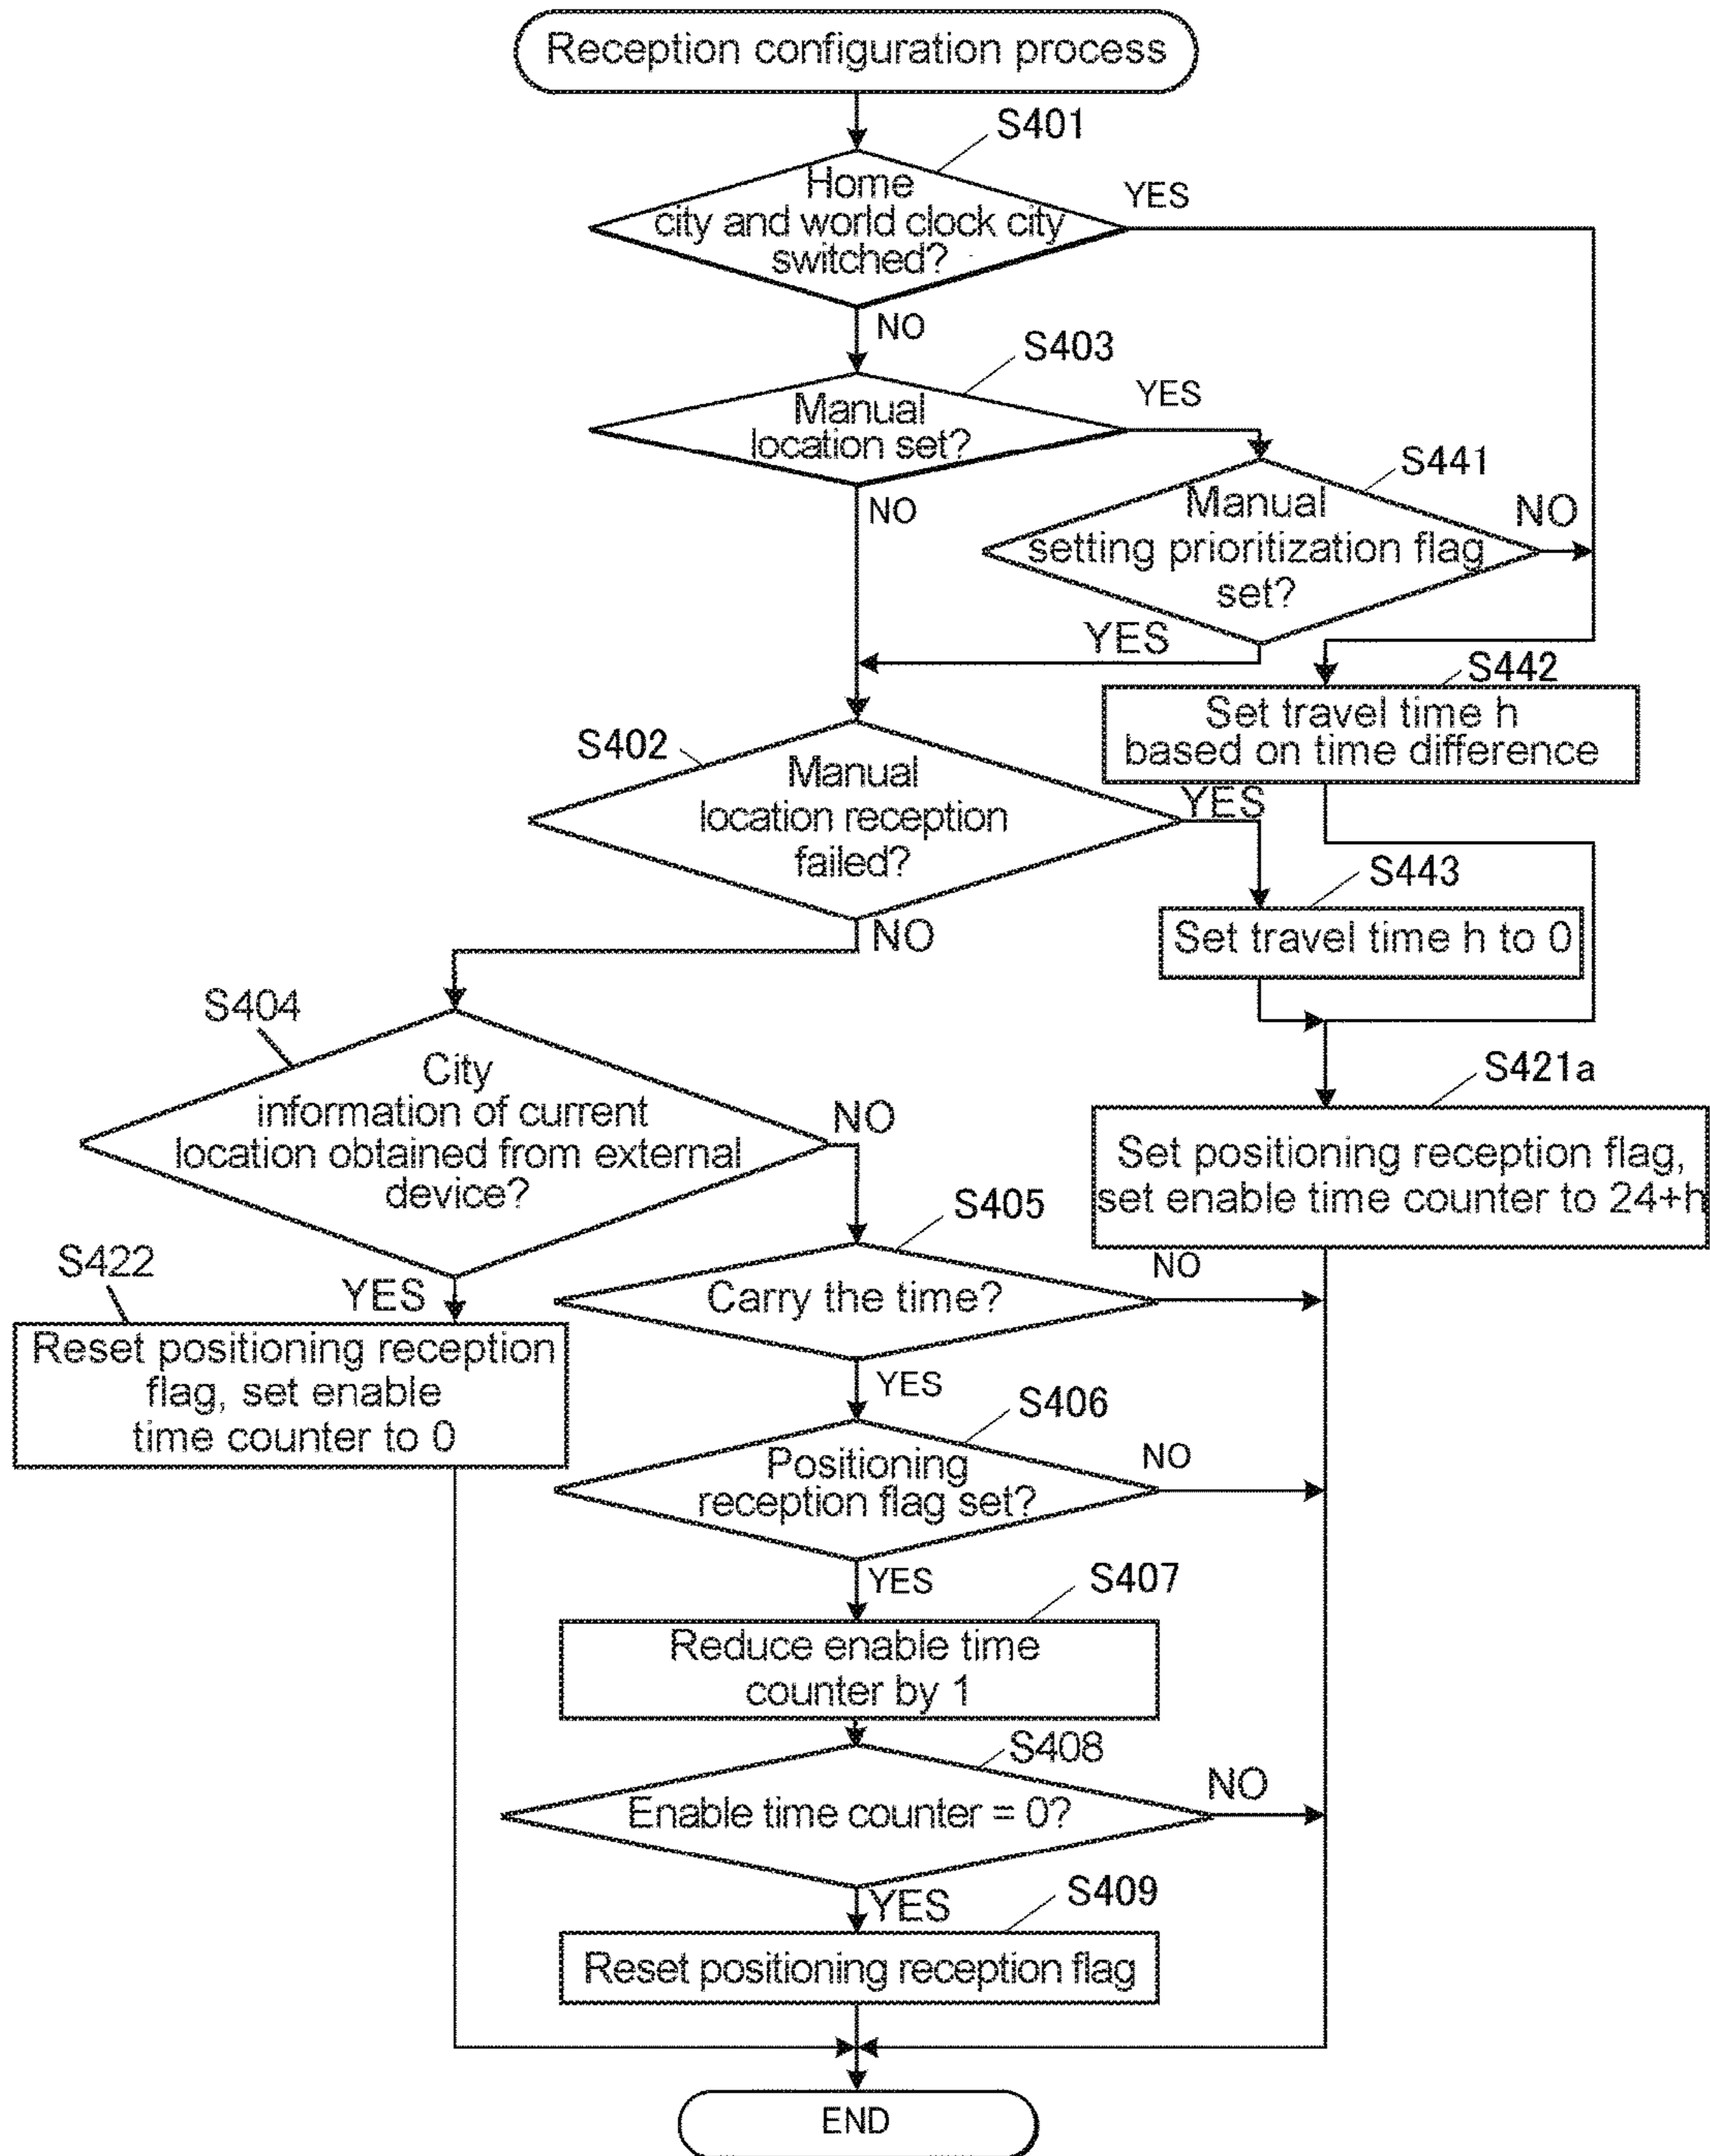 Reception configuration process
S401
Home
city and world clock city
switched?
YES
NO
S403
Manual
location set?
YES
NO
S441
Manual
setting prioritization flag
set?
NO
YES
S442
Set travel time h
based on time difference
S402
Manual
location reception
failed?
YES
NO
S443
Set travel time h to 0
S404
City
information of current
location obtained from external
device?
NO
YES
S421a
Set positioning reception flag,
set enable time counter to 24+h
S422
Reset positioning reception
flag, set enable
time counter to 0
S405
Carry the time?
NO
YES
S406
Positioning
reception flag set?
NO
YES
S407
Reduce enable time
counter by 1
S408
Enable time counter = 0?
NO
YES
S409
Reset positioning reception flag
END